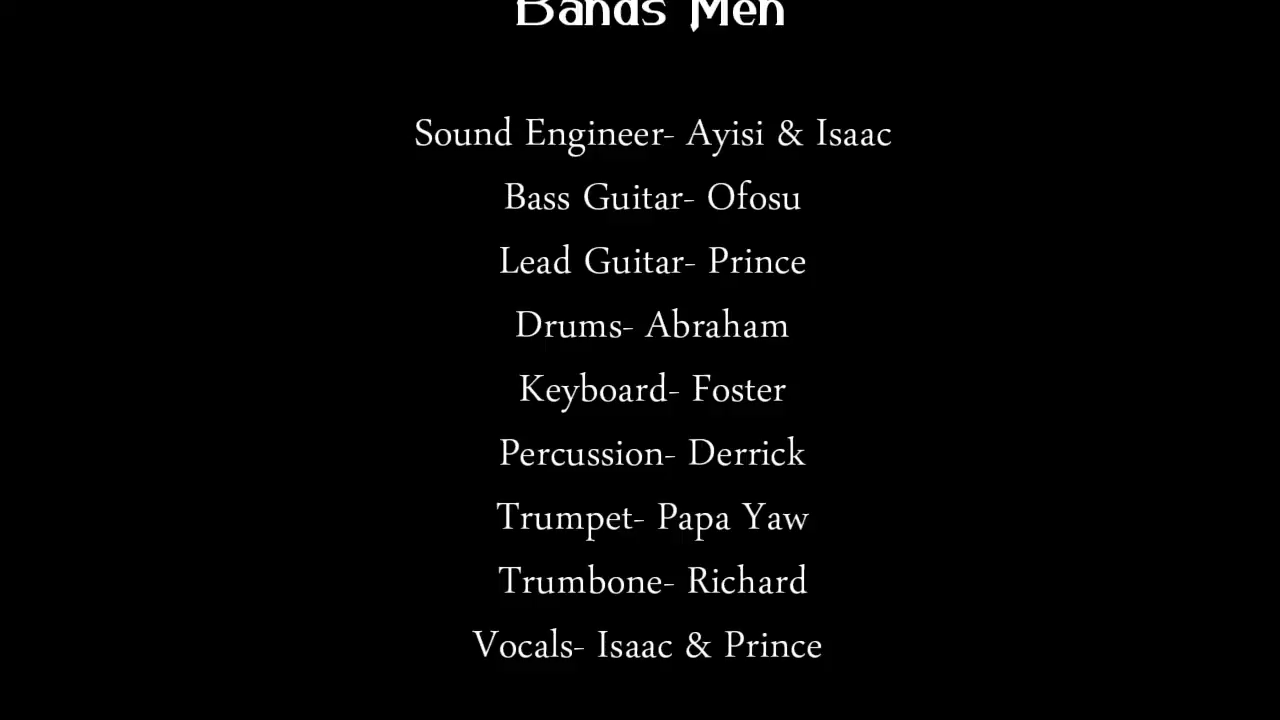 Bands Men
Sound Engineer- Ayisi & Isaac
Bass Guitar- Ofosu
Lead Guitar- Prince
Drums- Abraham
Keyboard- Foster
Percussion- Derrick
Trumpet- Papa Yaw
Trumbone- Richard
Vocals- Isaac & Prince